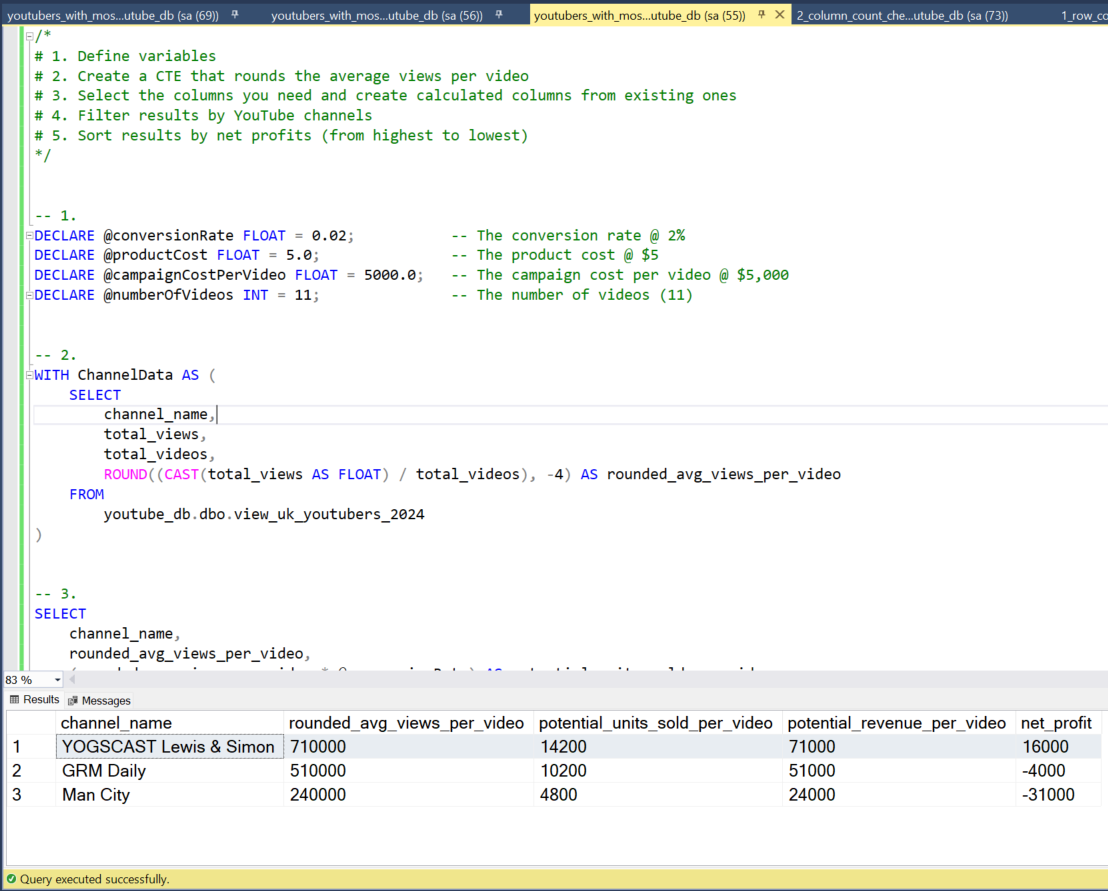 youtubers_with_mos...utube_db (sa (69)) youtubers_with_mos...utube_db (sa (56)) youtubers_with_mos...utube_db (sa (55)) 2_column_count_che...utube_db (sa (73)) 1_row_co
/*
# 1. Define variables
# 2. Create a CTE that rounds the average views per video
# 3. Select the columns you need and create calculated columns from existing ones
# 4. Filter results by YouTube channels
# 5. Sort results by net profits (from highest to lowest)
*/
-- 1.
DECLARE @conversionRate FLOAT = 0.02; -- The conversion rate @ 2%
DECLARE @productCost FLOAT = 5.0; -- The product cost @ $5
DECLARE @campaignCostPerVideo FLOAT = 5000.0; -- The campaign cost per video @ $5,000
DECLARE @numberOfVideos INT = 11; -- The number of videos (11)
-- 2.
WITH ChannelData AS (
SELECT
channel_name,
total_views,
total_videos,
ROUND((CAST(total_views AS FLOAT) / total_videos), -4) AS rounded_avg_views_per_video
FROM
youtube_db.dbo.view_uk_youtubers_2024
)
-- 3.
SELECT
channel_name,
rounded_avg_views_per_video,
83 %
Results Messages
channel_name rounded_avg_views_per_video potential_units_sold_per_video potential_revenue_per_video net_profit
1 YOGSCAST Lewis & Simon 710000 14200 71000 16000
2 GRM Daily 510000 10200 51000 -4000
3 Man City 240000 4800 24000 -31000
Query executed successfully.